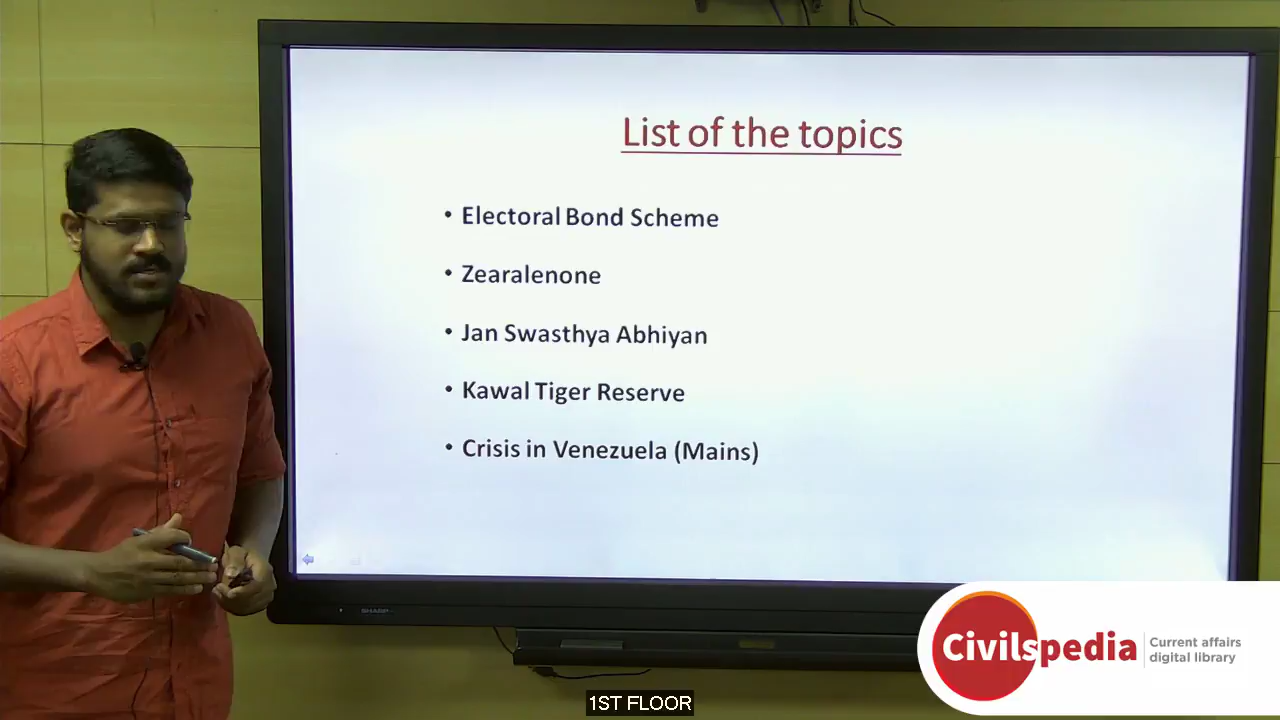 List of the topics
• Electoral Bond Scheme
• Zearalenone
• Jan Swasthya Abhiyan
• Kawal Tiger Reserve
• Crisis in Venezuela (Mains)
SHARP
Civilspedia
Current affairs
digital library
1ST FLOOR